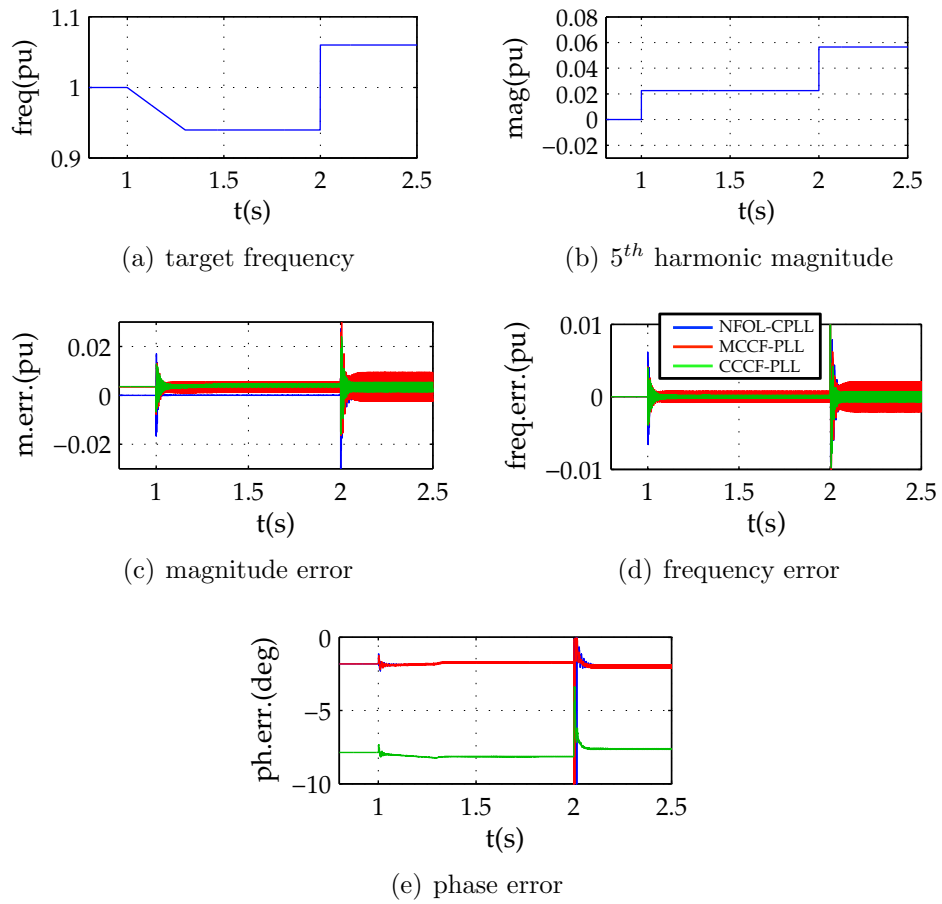 1.1
1
0.9
freq(pu)
1 1.5 2 2.5
t(s)
(a) target frequency
0.08
0.06
0.04
0.02
0
−0.02
mag(pu)
1 1.5 2 2.5
t(s)
(b) 5th harmonic magnitude
0.02
0
−0.02
m.err.(pu)
1 1.5 2 2.5
t(s)
(c) magnitude error
0.01
0
−0.01
freq.err.(pu)
NFOL-CPLL
MCCF-PLL
CCCF-PLL
1 1.5 2 2.5
t(s)
(d) frequency error
0
−5
−10
ph.err.(deg)
1 1.5 2 2.5
t(s)
(e) phase error